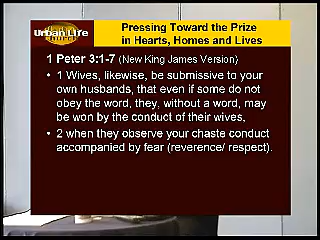 Urban Life
Pressing Toward the Prize
in Hearts, Homes and Lives
1 Peter 3:1-7 (New King James Version)
• 1 Wives, likewise, be submissive to your
own husbands, that even if some do not
obey the word, they, without a word, may
be won by the conduct of their wives,
• 2 when they observe your chaste conduct
accompanied by fear (reverence/ respect).